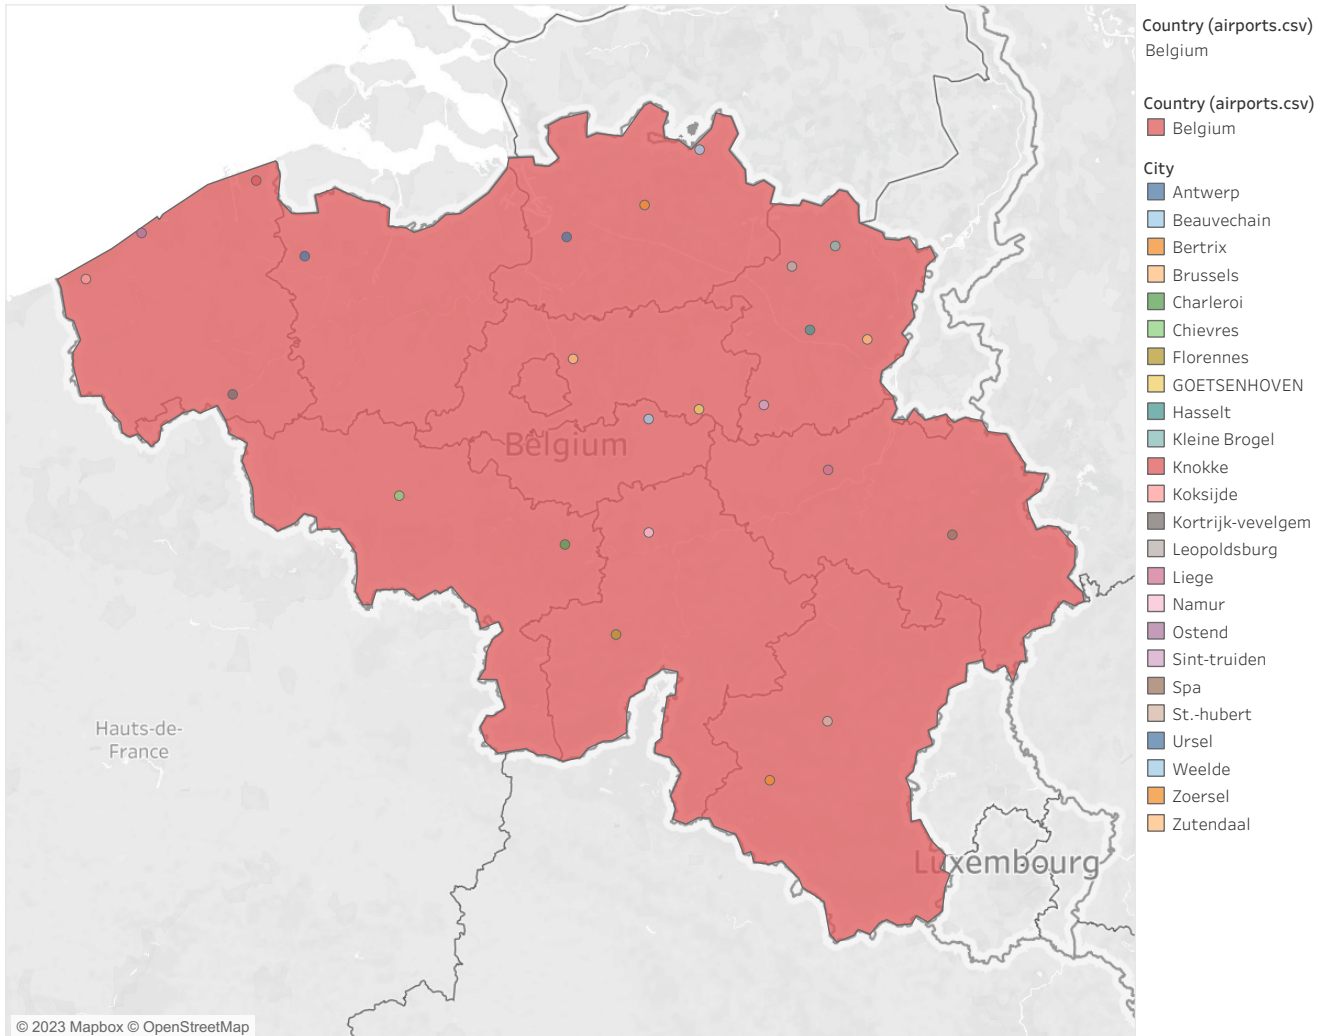 Country (airports.csv)
Belgium
Country (airports.csv)
Belgium
City
Antwerp
Beauvechain
Bertrix
Brussels
Charleroi
Chievres
Florennes
GOETSENHOVEN
Hasselt
Kleine Brogel
Knokke
Koksijde
Kortrijk-vevelgem
Leopoldsburg
Liege
Namur
Ostend
Sint-truiden
Spa
St.-hubert
Ursel
Weelde
Zoersel
Zutendaal
Belgium
Hauts-de-
France
Luxembourg
© 2023 Mapbox © OpenStreetMap